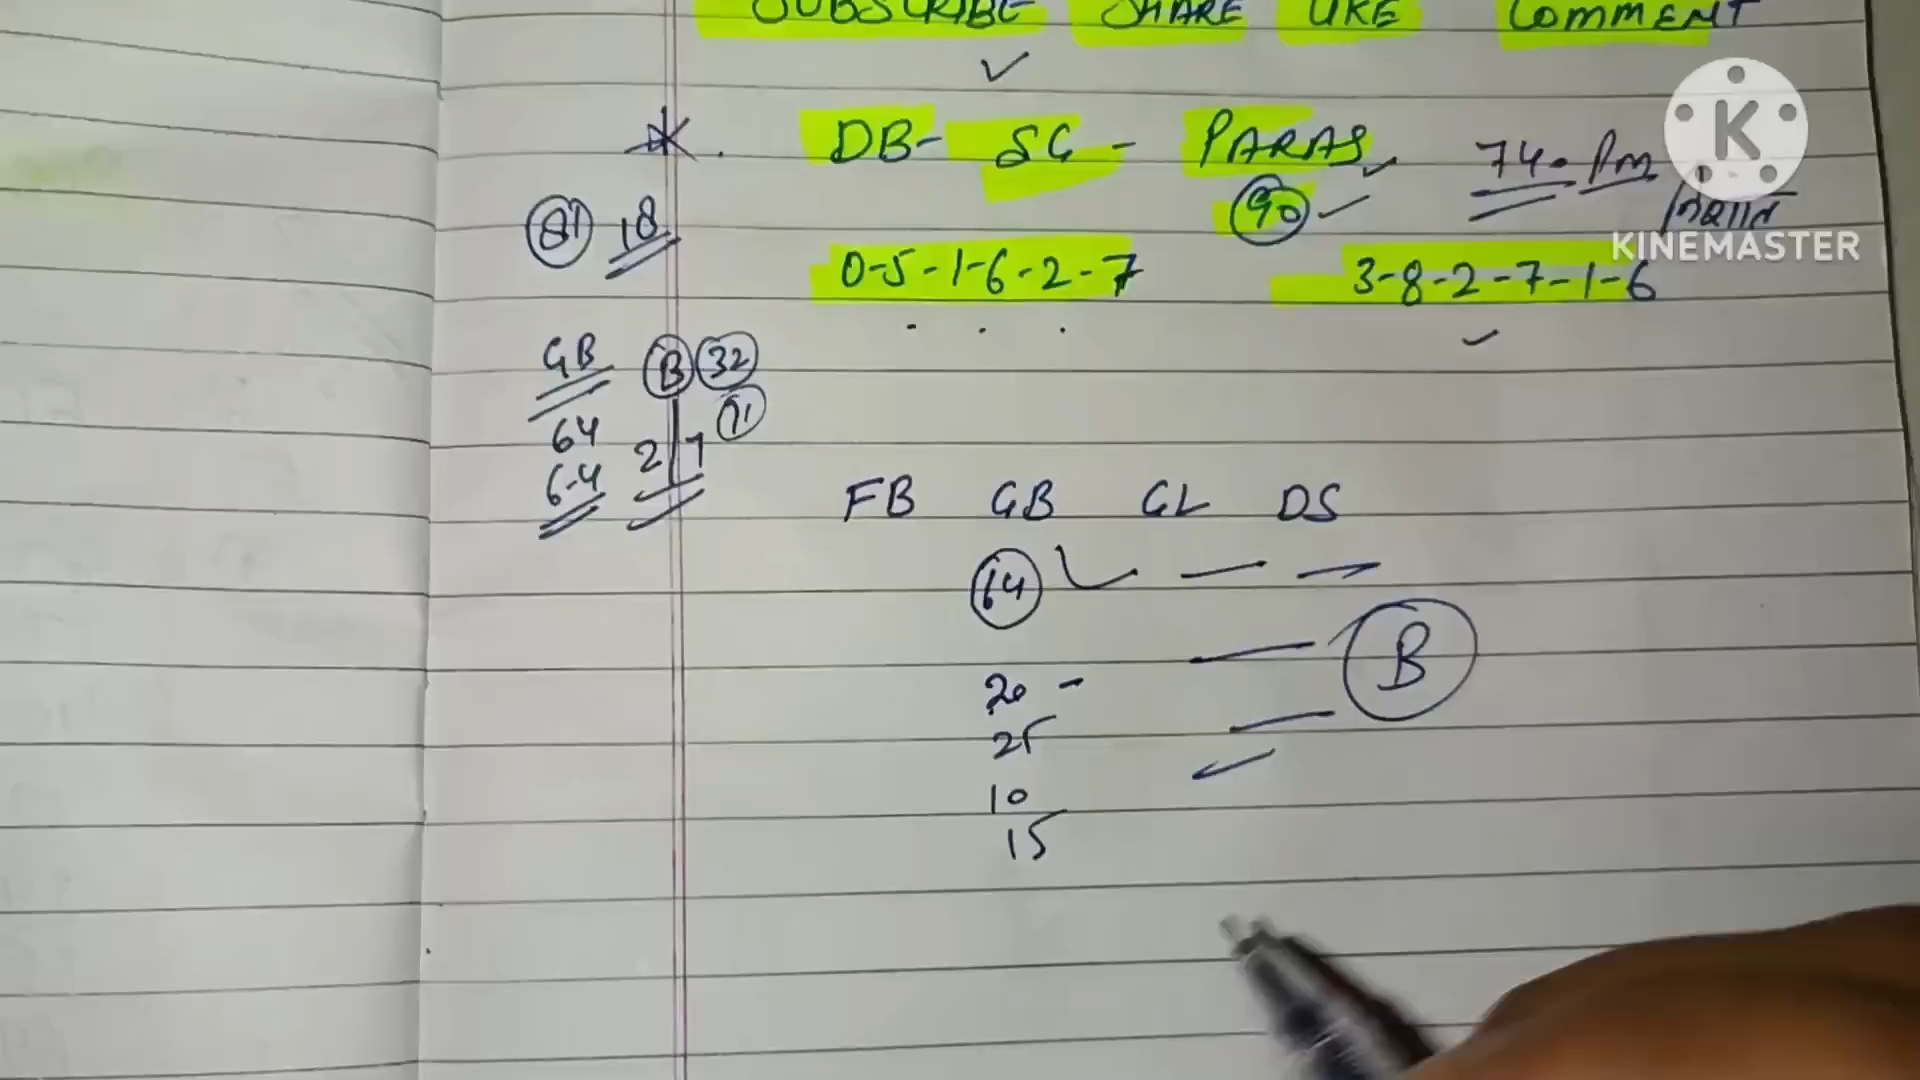 SUBSCRIBE SHARE LIKE COMMENT
DB- SG - PARAS 74. PM
90
81 18
0-5-1-6-2-7 3-8-2-7-1-6
GB B 32
64
6-4 2
FB GB GL DS
64
B
20 -
25
10
15
K
KINEMASTER